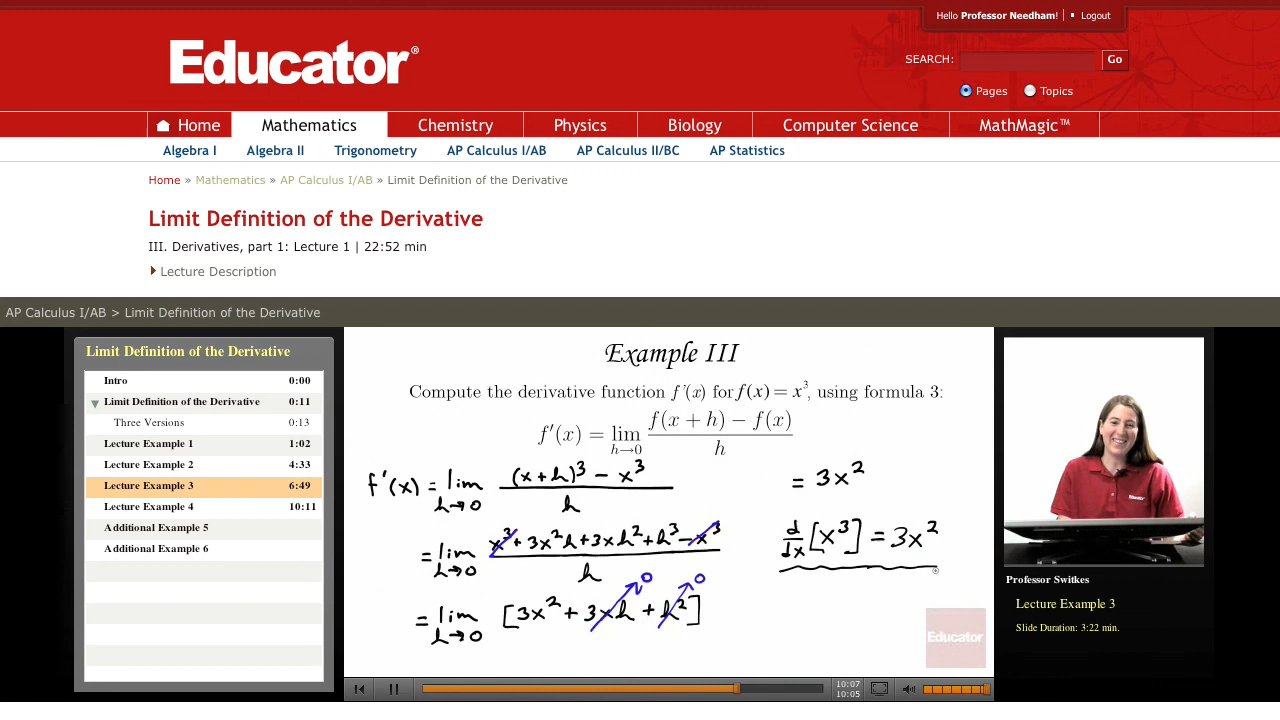 Hello Professor Needham! | ▪ Logout
Educator®
SEARCH: Go
Pages Topics
Home Mathematics Chemistry Physics Biology Computer Science MathMagic™
Algebra I Algebra II Trigonometry AP Calculus I/AB AP Calculus II/BC AP Statistics
Home » Mathematics » AP Calculus I/AB » Limit Definition of the Derivative
Limit Definition of the Derivative
III. Derivatives, part 1: Lecture 1 | 22:52 min
Lecture Description
AP Calculus I/AB > Limit Definition of the Derivative
Limit Definition of the Derivative
Intro 0:00
Limit Definition of the Derivative 0:11
Three Versions 0:13
Lecture Example 1 1:02
Lecture Example 2 4:33
Lecture Example 3 6:49
Lecture Example 4 10:11
Additional Example 5
Additional Example 6
Example III
Compute the derivative function f'(x) for f(x) = x³, using formula 3:
f'(x) = lim h→0 f(x + h) − f(x) / h
f'(x) = lim h→0 (x+h)³ − x³ / h
= lim h→0 x³ + 3x²h + 3xh² + h³ − x³ / h
= lim h→0 [3x² + 3xh + h²]
0 0
= 3x²
d/dx [x³] = 3x²
Educator
10:07
10:05
Educator
Professor Switkes
Lecture Example 3
Slide Duration: 3:22 min.